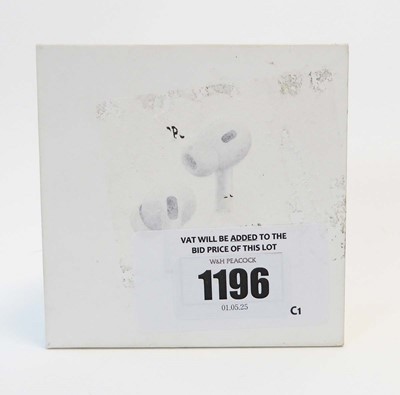 VAT WILL BE ADDED TO THE
BID PRICE OF THIS LOT
W&H PEACOCK
1196
01.05.25
C1